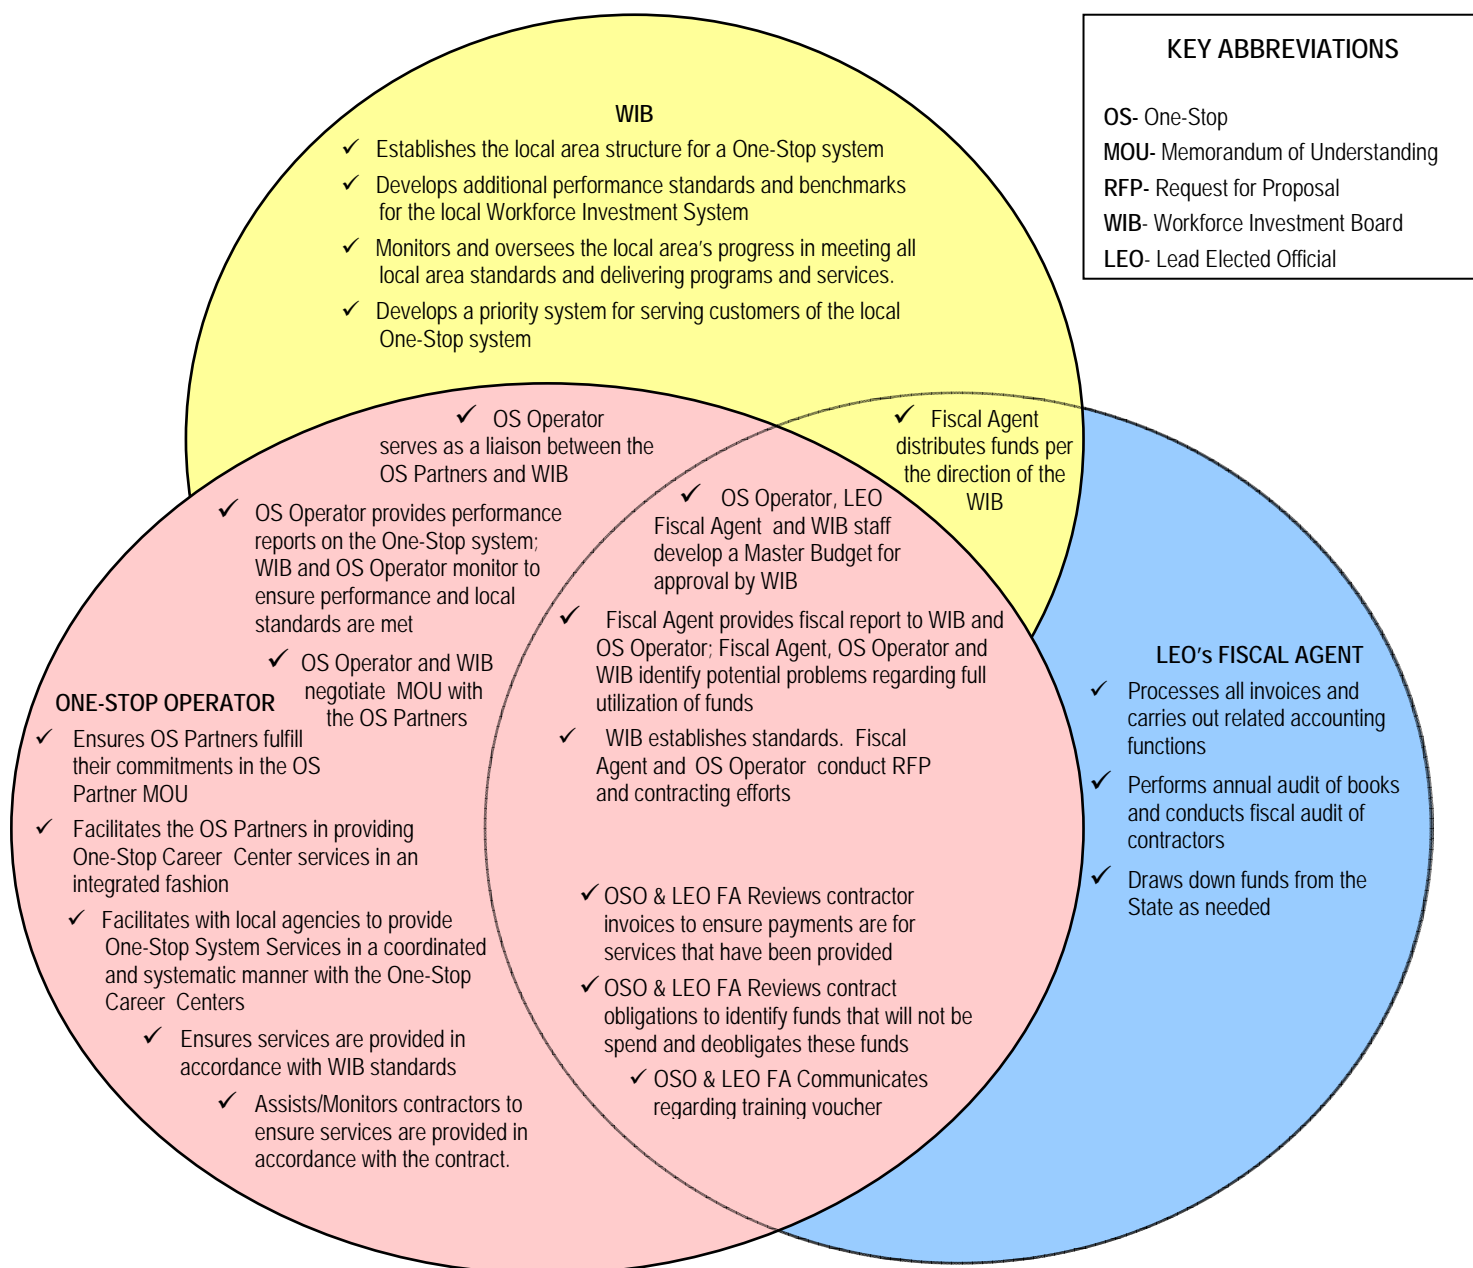 KEY ABBREVIATIONS
OS- One-Stop
MOU- Memorandum of Understanding
RFP- Request for Proposal
WIB- Workforce Investment Board
LEO- Lead Elected Official
WIB
✓ Establishes the local area structure for a One-Stop system
✓ Develops additional performance standards and benchmarks
for the local Workforce Investment System
✓ Monitors and oversees the local area's progress in meeting all
local area standards and delivering programs and services.
✓ Develops a priority system for serving customers of the local
One-Stop system
✓ OS Operator
serves as a liaison between the
OS Partners and WIB
✓ OS Operator provides performance
reports on the One-Stop system;
WIB and OS Operator monitor to
ensure performance and local
standards are met
✓ OS Operator and WIB
negotiate MOU with
the OS Partners
✓ Fiscal Agent
distributes funds per
the direction of the
WIB
✓ OS Operator, LEO
Fiscal Agent and WIB staff
develop a Master Budget for
approval by WIB
✓ Fiscal Agent provides fiscal report to WIB and
OS Operator; Fiscal Agent, OS Operator and
WIB identify potential problems regarding full
utilization of funds
✓ WIB establishes standards. Fiscal
Agent and OS Operator conduct RFP
and contracting efforts
ONE-STOP OPERATOR
✓ Ensures OS Partners fulfill
their commitments in the OS
Partner MOU
✓ Facilitates the OS Partners in providing
One-Stop Career Center services in an
integrated fashion
✓ Facilitates with local agencies to provide
One-Stop System Services in a coordinated
and systematic manner with the One-Stop
Career Centers
✓ Ensures services are provided in
accordance with WIB standards
✓ Assists/Monitors contractors to
ensure services are provided in
accordance with the contract.
✓ OSO & LEO FA Reviews contractor
invoices to ensure payments are for
services that have been provided
✓ OSO & LEO FA Reviews contract
obligations to identify funds that will not be
spend and deobligates these funds
✓ OSO & LEO FA Communicates
regarding training voucher
LEO's FISCAL AGENT
✓ Processes all invoices and
carries out related accounting
functions
✓ Performs annual audit of books
and conducts fiscal audit of
contractors
✓ Draws down funds from the
State as needed